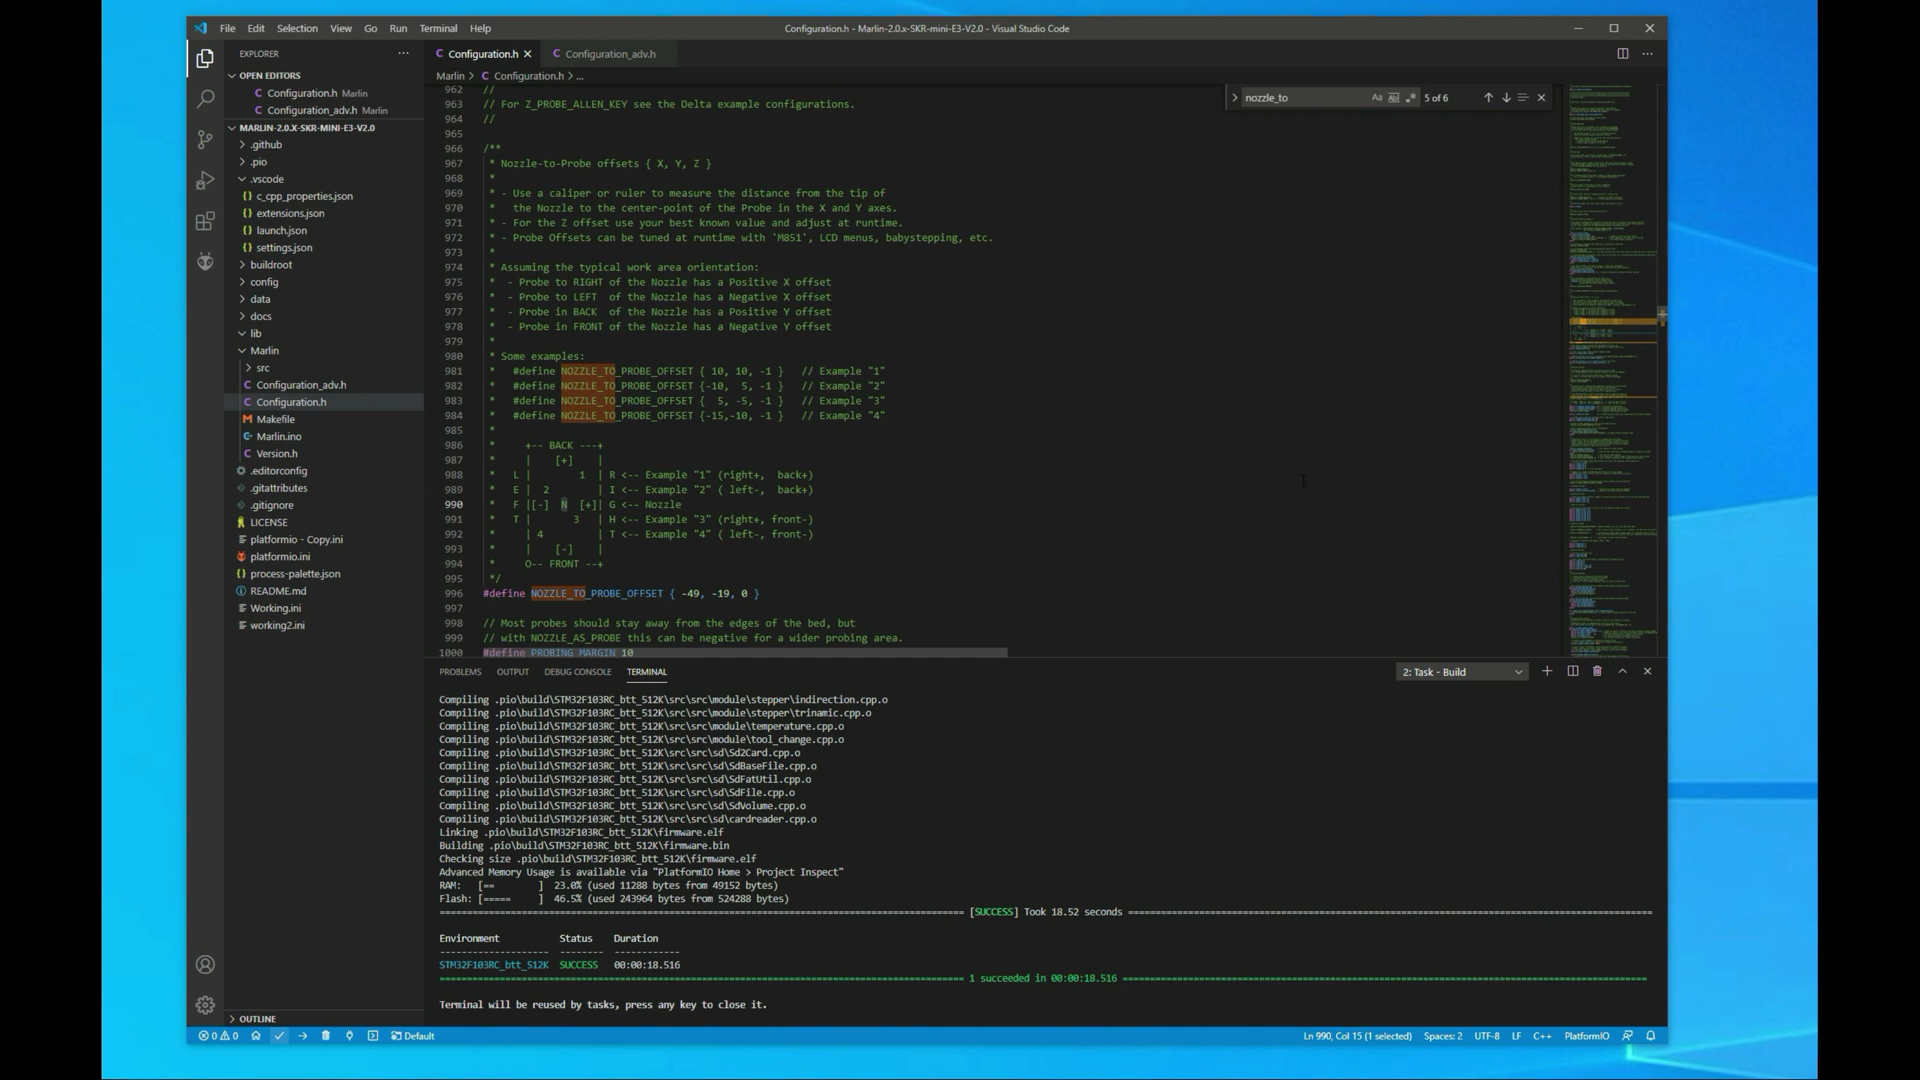 File Edit Selection View Go Run Terminal Help
Configuration.h - Marlin-2.0.x-SKR-mini-E3-V2.0 - Visual Studio Code
EXPLORER
OPEN EDITORS
Configuration.h Marlin
Configuration_adv.h Marlin
MARLIN-2.0.X-SKR-MINI-E3-V2.0
.github
.pio
.vscode
c_cpp_properties.json
extensions.json
launch.json
settings.json
buildroot
config
data
docs
lib
Marlin
src
Configuration_adv.h
Configuration.h
Makefile
Marlin.ino
Version.h
.editorconfig
.gitattributes
.gitignore
LICENSE
platformio - Copy.ini
platformio.ini
process-palette.json
README.md
Working.ini
working2.ini
OUTLINE
Configuration.h Configuration_adv.h
Marlin > Configuration.h > ...
nozzle_to Aa Abl .* 5 of 6
962 //
963 // For Z_PROBE_ALLEN_KEY see the Delta example configurations.
964 //
965
966 /**
967 * Nozzle-to-Probe offsets { X, Y, Z }
968 *
969 * - Use a caliper or ruler to measure the distance from the tip of
970 *   the Nozzle to the center-point of the Probe in the X and Y axes.
971 * - For the Z offset use your best known value and adjust at runtime.
972 * - Probe Offsets can be tuned at runtime with 'M851', LCD menus, babystepping, etc.
973 *
974 * Assuming the typical work area orientation:
975 *  - Probe to RIGHT of the Nozzle has a Positive X offset
976 *  - Probe to LEFT  of the Nozzle has a Negative X offset
977 *  - Probe in BACK  of the Nozzle has a Positive Y offset
978 *  - Probe in FRONT of the Nozzle has a Negative Y offset
979 *
980 * Some examples:
981 *   #define NOZZLE_TO_PROBE_OFFSET { 10, 10, -1 }   // Example "1"
982 *   #define NOZZLE_TO_PROBE_OFFSET {-10,  5, -1 }   // Example "2"
983 *   #define NOZZLE_TO_PROBE_OFFSET {  5, -5, -1 }   // Example "3"
984 *   #define NOZZLE_TO_PROBE_OFFSET {-15,-10, -1 }   // Example "4"
985 *
986 *     +-- BACK ---+
987 *     |    [+]    |
988 *   L |        1  | R <-- Example "1" (right+,  back+)
989 *   E |  2        | I <-- Example "2" ( left-,  back+)
990 *   F |[-]  N  [+]| G <-- Nozzle
991 *   T |       3   | H <-- Example "3" (right+, front-)
992 *     | 4         | T <-- Example "4" ( left-, front-)
993 *     |    [-]    |
994 *     O-- FRONT --+
995 */
996 #define NOZZLE_TO_PROBE_OFFSET { -49, -19, 0 }
997
998 // Most probes should stay away from the edges of the bed, but
999 // with NOZZLE_AS_PROBE this can be negative for a wider probing area.
1000 #define PROBING_MARGIN 10
PROBLEMS OUTPUT DEBUG CONSOLE TERMINAL
2: Task - Build
Compiling .pio\build\STM32F103RC_btt_512K\src\src\module\stepper\indirection.cpp.o
Compiling .pio\build\STM32F103RC_btt_512K\src\src\module\stepper\trinamic.cpp.o
Compiling .pio\build\STM32F103RC_btt_512K\src\src\module\temperature.cpp.o
Compiling .pio\build\STM32F103RC_btt_512K\src\src\module\tool_change.cpp.o
Compiling .pio\build\STM32F103RC_btt_512K\src\src\sd\Sd2Card.cpp.o
Compiling .pio\build\STM32F103RC_btt_512K\src\src\sd\SdBaseFile.cpp.o
Compiling .pio\build\STM32F103RC_btt_512K\src\src\sd\SdFatUtil.cpp.o
Compiling .pio\build\STM32F103RC_btt_512K\src\src\sd\SdFile.cpp.o
Compiling .pio\build\STM32F103RC_btt_512K\src\src\sd\SdVolume.cpp.o
Compiling .pio\build\STM32F103RC_btt_512K\src\src\sd\cardreader.cpp.o
Linking .pio\build\STM32F103RC_btt_512K\firmware.elf
Building .pio\build\STM32F103RC_btt_512K\firmware.bin
Checking size .pio\build\STM32F103RC_btt_512K\firmware.elf
Advanced Memory Usage is available via "PlatformIO Home > Project Inspect"
RAM:   [==        ]  23.0% (used 11288 bytes from 49152 bytes)
Flash: [=====     ]  46.5% (used 243964 bytes from 524288 bytes)
[SUCCESS] Took 18.52 seconds
Environment Status Duration
STM32F103RC_btt_512K SUCCESS 00:00:18.516
1 succeeded in 00:00:18.516
Terminal will be reused by tasks, press any key to close it.
0 0 Default
Ln 990, Col 15 (1 selected) Spaces: 2 UTF-8 LF C++ PlatformIO